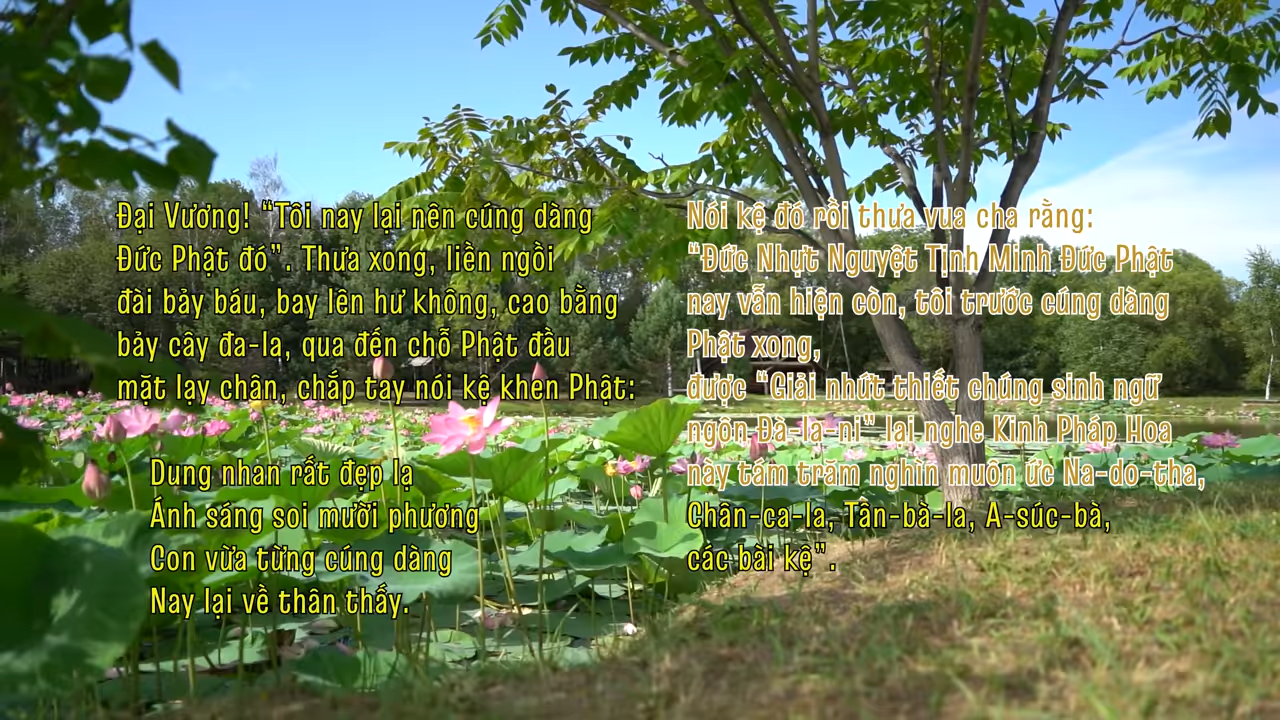 Đại Vương! “Tôi nay lại nên cúng dàng
Đức Phật đó”. Thưa xong, liền ngồi
đài bảy báu, bay lên hư không, cao bằng
bảy cây đa-la, qua đến chỗ Phật đầu
mặt lạy chân, chắp tay nói kệ khen Phật:
Dung nhan rất đẹp lạ
Ánh sáng soi mười phương
Con vừa từng cúng dàng
Nay lại về thân thấy.
Nói kệ đó rồi thưa vua cha rằng:
“Đức Nhựt Nguyệt Tịnh Minh Đức Phật
nay vẫn hiện còn, tôi trước cúng dàng
Phật xong,
được “Giải nhứt thiết chúng sinh ngữ
ngôn Đà-la-ni” lại nghe Kinh Pháp Hoa
này tám trăm nghìn muôn ức Na-do-tha,
Chân-ca-la, Tân-bà-la, A-súc-bà,
các bài kệ”.